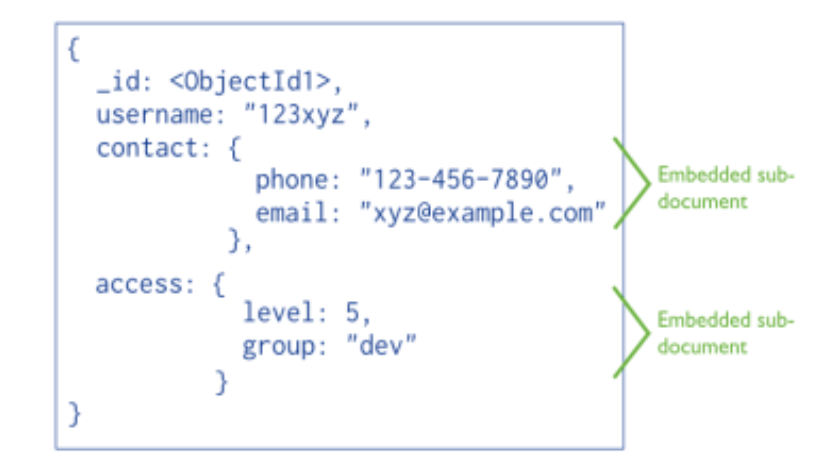 {
_id: <ObjectId1>,
username: "123xyz",
contact: {
phone: "123-456-7890",
email: "xyz@example.com"
},
access: {
level: 5,
group: "dev"
}
}
Embedded sub-
document
Embedded sub-
document